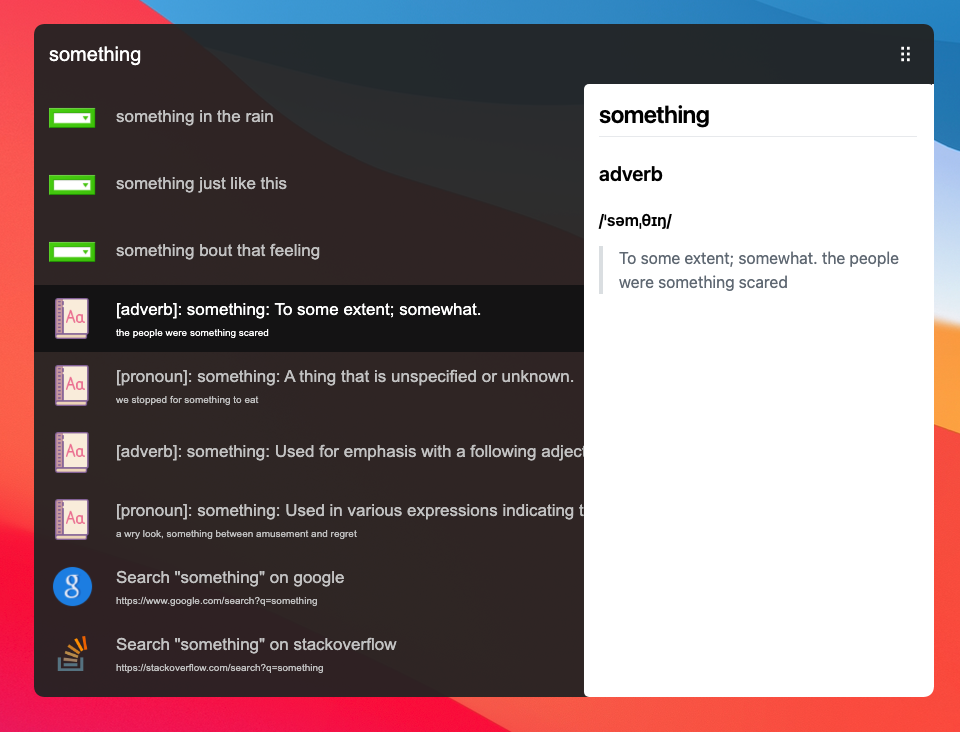 something
something in the rain
something just like this
something bout that feeling
[adverb]: something: To some extent; somewhat.
the people were something scared
Aa
[pronoun]: something: A thing that is unspecified or unknown.
we stopped for something to eat
Aa
[adverb]: something: Used for emphasis with a following adject
Aa
[pronoun]: something: Used in various expressions indicating t
a wry look, something between amusement and regret
Aa
Search "something" on google
https://www.google.com/search?q=something
g
Search "something" on stackoverflow
https://stackoverflow.com/search?q=something
something
adverb
/ˈsəmˌθɪŋ/
To some extent; somewhat. the people
were something scared